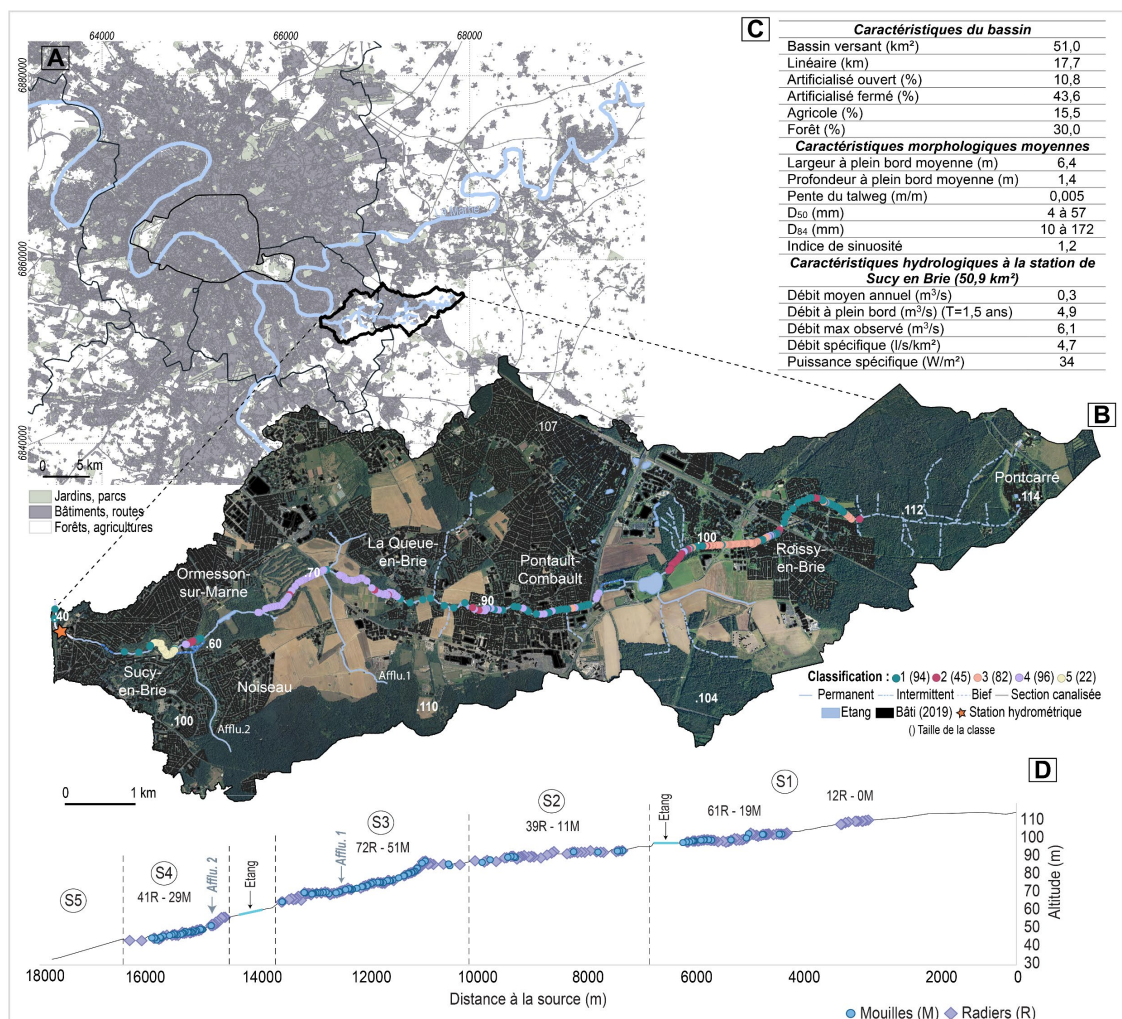 A
64000
66000
68000
6880000
6860000
6840000
Marne
0 5 km
Jardins, parcs
Bâtiments, routes
Forêts, agricultures
C
Caractéristiques du bassin
Bassin versant (km²) 51,0
Linéaire (km) 17,7
Artificialisé ouvert (%) 10,8
Artificialisé fermé (%) 43,6
Agricole (%) 15,5
Forêt (%) 30,0
Caractéristiques morphologiques moyennes
Largeur à plein bord moyenne (m) 6,4
Profondeur à plein bord moyenne (m) 1,4
Pente du talweg (m/m) 0,005
D₅₀ (mm) 4 à 57
D₈₄ (mm) 10 à 172
Indice de sinuosité 1,2
Caractéristiques hydrologiques à la station de
Sucy en Brie (50,9 km²)
Débit moyen annuel (m³/s) 0,3
Débit à plein bord (m³/s) (T=1,5 ans) 4,9
Débit max observé (m³/s) 6,1
Débit spécifique (l/s/km²) 4,7
Puissance spécifique (W/m²) 34
B
.107
Pontcarré
.114
.112
La Queue-
en-Brie
.100
Roissy-
en-Brie
Pontault-
Combault
Ormesson-
sur-Marne
.70
.90
.40
.60
Sucy-
en-Brie
Noiseau
Afflu.1
.110
.104
.100
Afflu.2
Classification : 1 (94) 2 (45) 3 (82) 4 (96) 5 (22)
Permanent Intermittent Bief Section canalisée
Etang Bâti (2019) Station hydrométrique
() Taille de la classe
0 1 km
D
S1
S2
S3
S4
S5
12R - 0M
61R - 19M
39R - 11M
72R - 51M
41R - 29M
Etang
Afflu. 1
Etang
Afflu. 2
110
100
90
80
70
60
50
40
30
Altitude (m)
18000 16000 14000 12000 10000 8000 6000 4000 2000 0
Distance à la source (m)
Mouilles (M) Radiers (R)